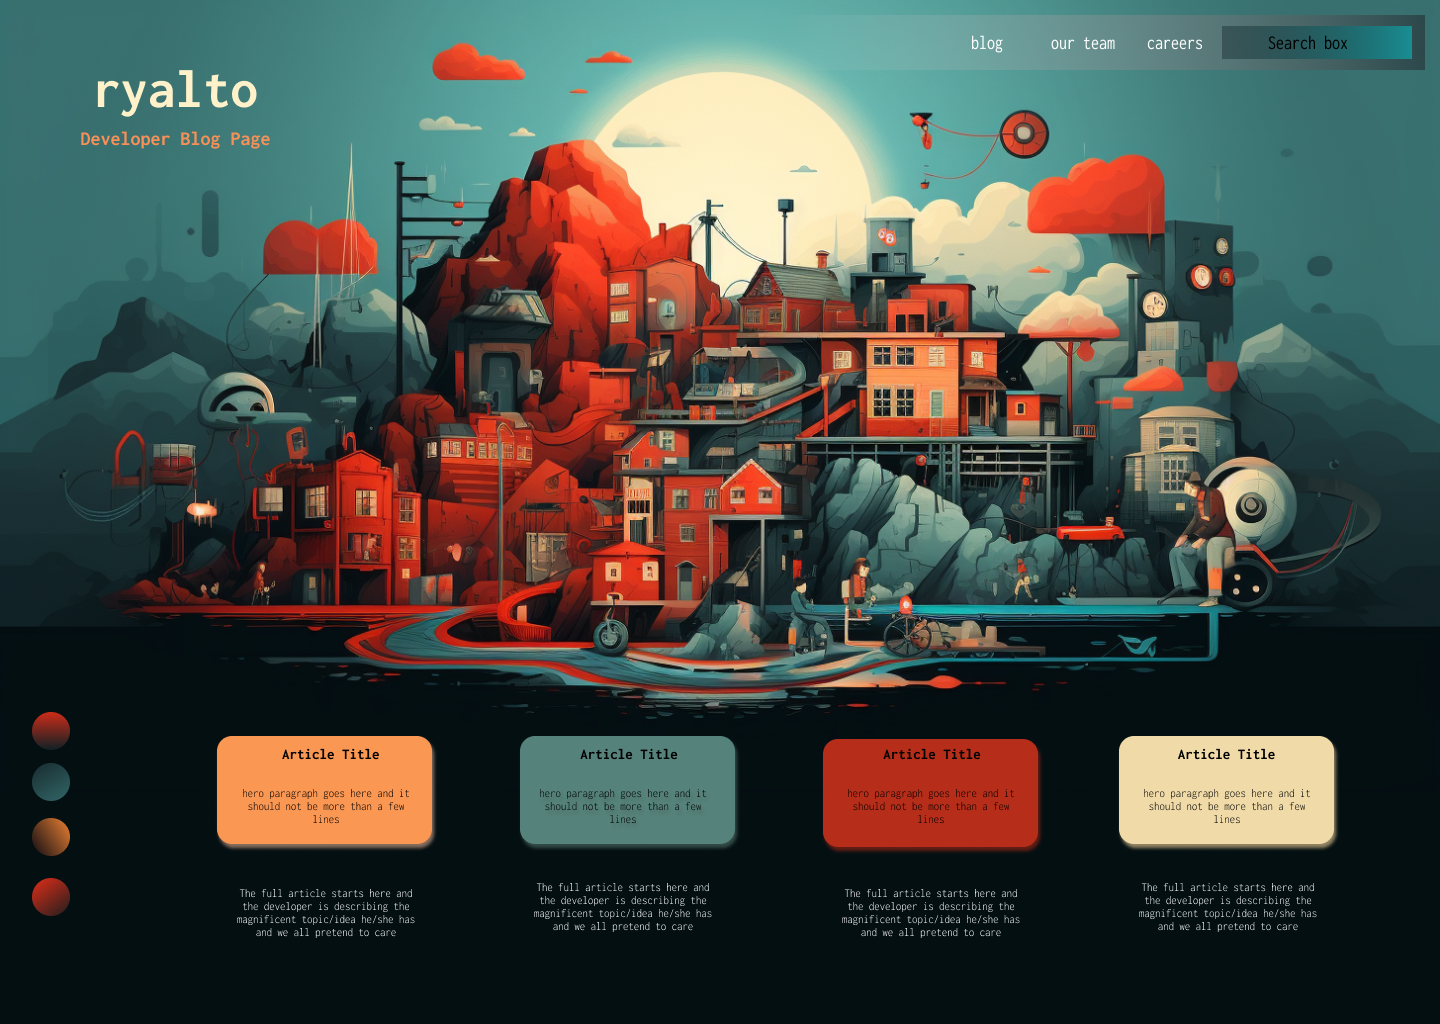 blog our team careers Search box
ryalto
Developer Blog Page
Article Title
hero paragraph goes here and it
should not be more than a few
lines
The full article starts here and
the developer is describing the
magnificent topic/idea he/she has
and we all pretend to care
Article Title
hero paragraph goes here and it
should not be more than a few
lines
The full article starts here and
the developer is describing the
magnificent topic/idea he/she has
and we all pretend to care
Article Title
hero paragraph goes here and it
should not be more than a few
lines
The full article starts here and
the developer is describing the
magnificent topic/idea he/she has
and we all pretend to care
Article Title
hero paragraph goes here and it
should not be more than a few
lines
The full article starts here and
the developer is describing the
magnificent topic/idea he/she has
and we all pretend to care